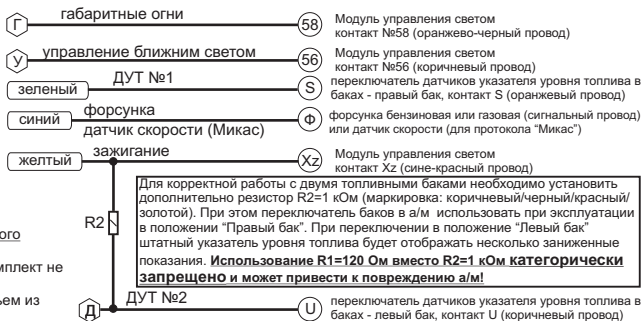 Г габаритные огни 58 Модуль управления светом
контакт №58 (оранжево-черный провод)
У управление ближним светом 56 Модуль управления светом
контакт №56 (коричневый провод)
зеленый ДУТ №1 S переключатель датчиков указателя уровня топлива в
баках - правый бак, контакт S (оранжевый провод)
синий форсунка Ф форсунка бензиновая или газовая (сигнальный провод)
датчик скорости (Микас) или датчик скорости (для протокола “Микас”)
желтый зажигание Xz Модуль управления светом
контакт Xz (сине-красный провод)
Для корректной работы с двумя топливными баками необходимо установить
дополнительно резистор R2=1 кОм (маркировка: коричневый/черный/красный/
золотой). При этом переключатель баков в а/м использовать при эксплуатации
в положении “Правый бак”. При переключении в положение “Левый бак”
штатный указатель уровня топлива будет отображать несколько заниженные
показания. Использование R1=120 Ом вместо R2=1 кОм категорически
запрещено и может привести к повреждению а/м!
R2
ого
мплект не
ьем из
Д ДУТ №2 U переключатель датчиков указателя уровня топлива в
баках - левый бак, контакт U (коричневый провод)